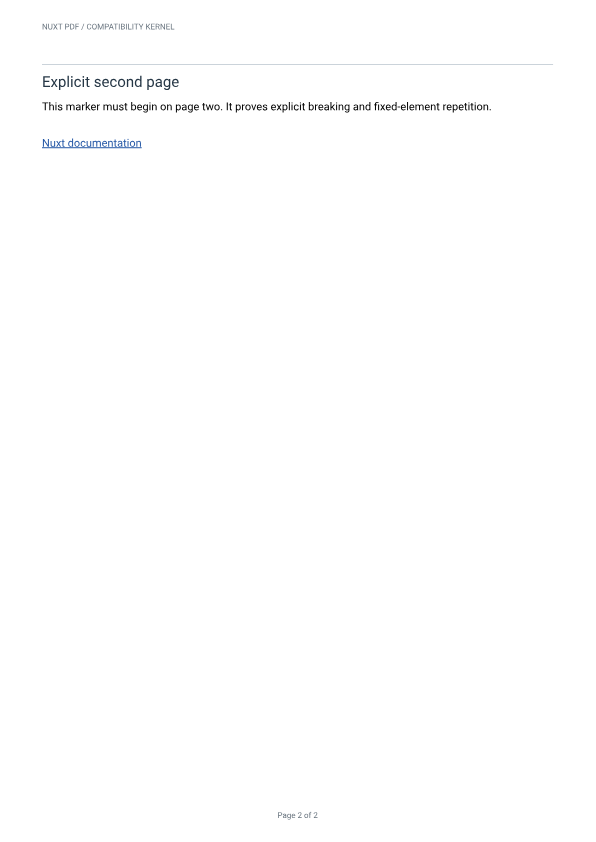 NUXT PDF / COMPATIBILITY KERNEL
Explicit second page
This marker must begin on page two. It proves explicit breaking and fixed-element repetition.
Nuxt documentation
Page 2 of 2